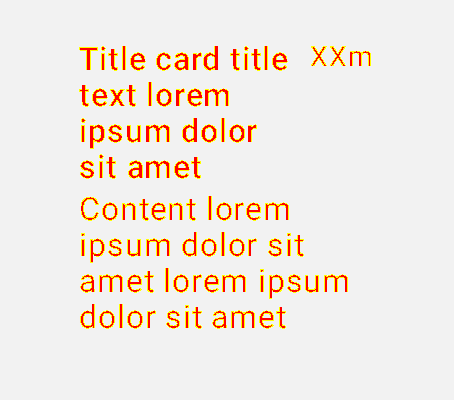 Title card title XXm
text lorem
ipsum dolor
sit amet
Content lorem
ipsum dolor sit
amet lorem ipsum
dolor sit amet